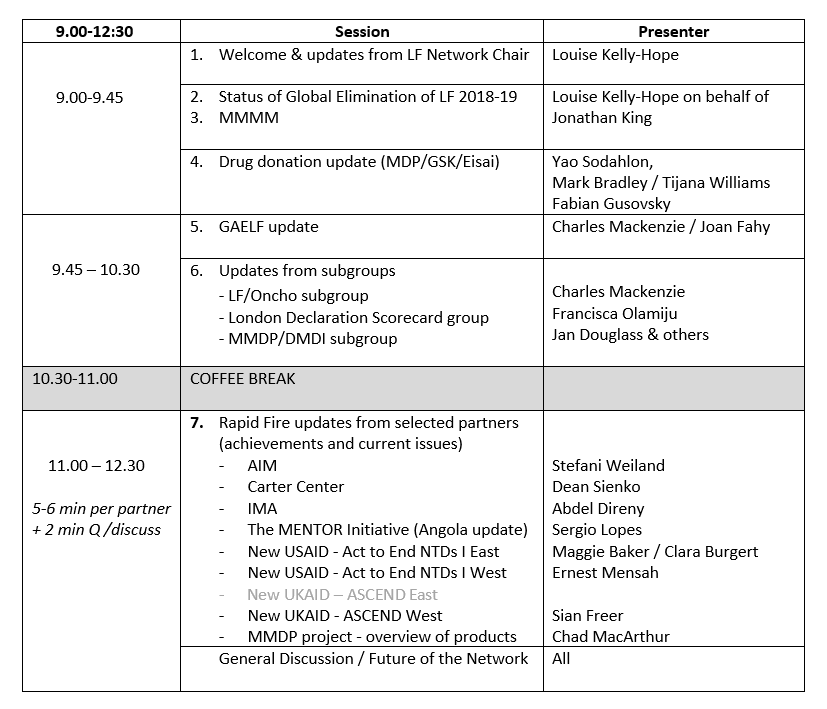 9.00-12:30 Session Presenter
1. Welcome & updates from LF Network Chair Louise Kelly-Hope
9.00-9.45 2. Status of Global Elimination of LF 2018-19 Louise Kelly-Hope on behalf of
3. MMMM Jonathan King
4. Drug donation update (MDP/GSK/Eisai) Yao Sodahlon,
Mark Bradley / Tijana Williams
Fabian Gusovsky
5. GAELF update Charles Mackenzie / Joan Fahy
9.45 – 10.30 6. Updates from subgroups
- LF/Oncho subgroup Charles Mackenzie
- London Declaration Scorecard group Francisca Olamiju
- MMDP/DMDI subgroup Jan Douglass & others
10.30-11.00 COFFEE BREAK
7. Rapid Fire updates from selected partners
(achievements and current issues)
11.00 – 12.30 - AIM Stefani Weiland
- Carter Center Dean Sienko
5-6 min per partner - IMA Abdel Direny
+ 2 min Q /discuss - The MENTOR Initiative (Angola update) Sergio Lopes
- New USAID - Act to End NTDs I East Maggie Baker / Clara Burgert
- New USAID - Act to End NTDs I West Ernest Mensah
- New UKAID – ASCEND East
- New UKAID - ASCEND West Sian Freer
- MMDP project - overview of products Chad MacArthur
General Discussion / Future of the Network All